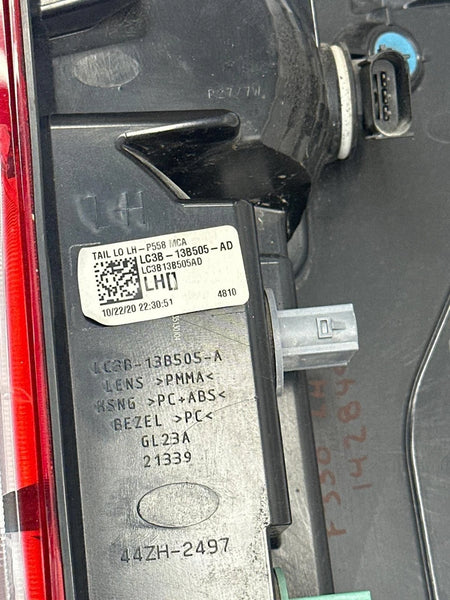 P27/7W
LH
TAIL LO LH-P558 MCA
LC3B-13B505-AD
LC3B13B505AD
LH
10/22/20 22:30:51
4810
LC3B-13B505-A
LENS >PMMA<
HSNG >PC+ABS<
BEZEL >PC<
GL23A
21339
44ZH-2497